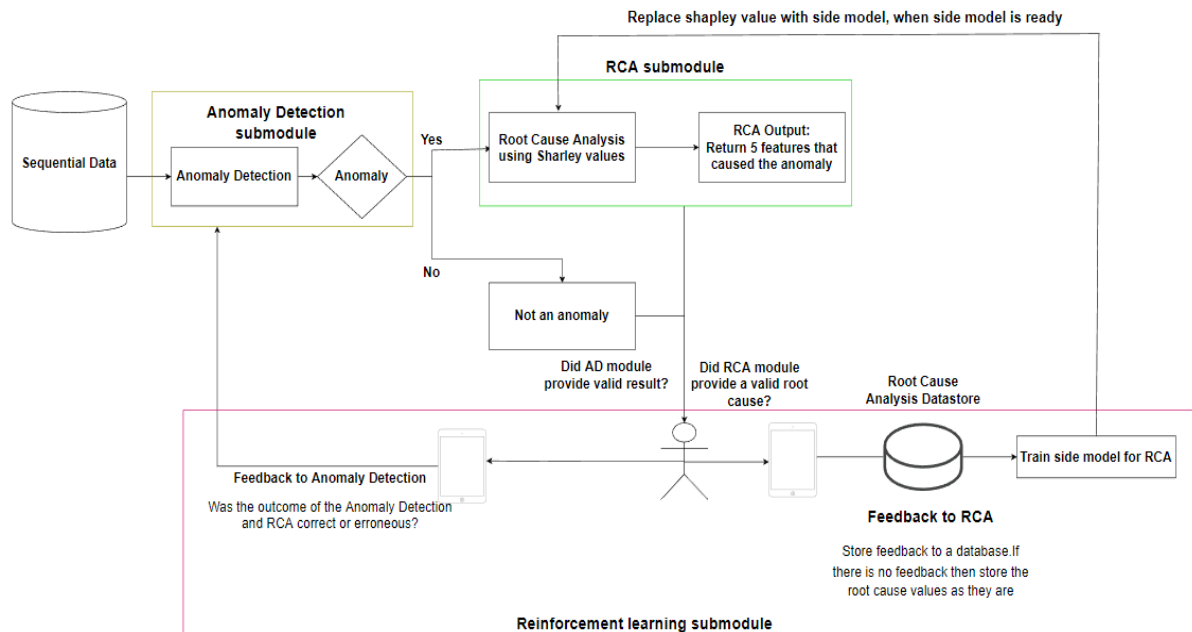 Replace shapley value with side model, when side model is ready
RCA submodule
Anomaly Detection
submodule
Sequential Data
Anomaly Detection
Anomaly
Yes
Root Cause Analysis
using Sharley values
RCA Output:
Return 5 features that
caused the anomaly
No
Not an anomaly
Did AD module
provide valid result?
Did RCA module
provide a valid root
cause?
Root Cause
Analysis Datastore
Train side model for RCA
Feedback to Anomaly Detection
Was the outcome of the Anomaly Detection
and RCA correct or erroneous?
Feedback to RCA
Store feedback to a database.If
there is no feedback then store the
root cause values as they are
Reinforcement learning submodule